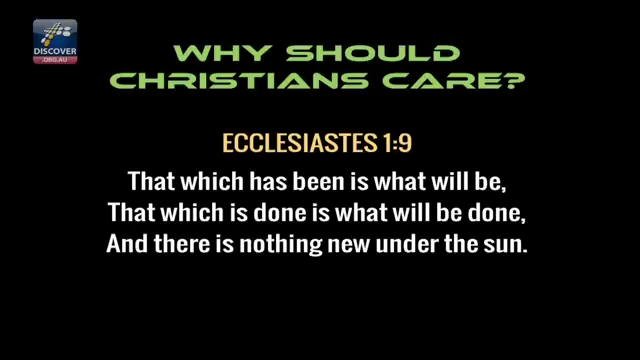 DISCOVER
.ORG.AU
WHY SHOULD
CHRISTIANS CARE?
ECCLESIASTES 1:9
That which has been is what will be,
That which is done is what will be done,
And there is nothing new under the sun.